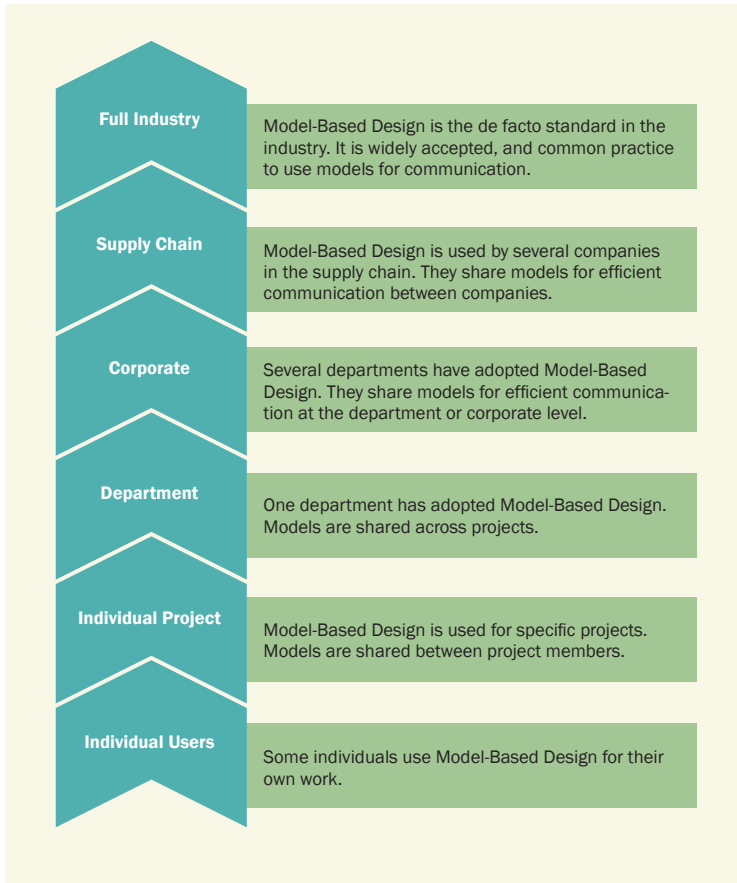 Full Industry
Model-Based Design is the de facto standard in the
industry. It is widely accepted, and common practice
to use models for communication.
Supply Chain
Model-Based Design is used by several companies
in the supply chain. They share models for efficient
communication between companies.
Corporate
Several departments have adopted Model-Based
Design. They share models for efficient communica-
tion at the department or corporate level.
Department
One department has adopted Model-Based Design.
Models are shared across projects.
Individual Project
Model-Based Design is used for specific projects.
Models are shared between project members.
Individual Users
Some individuals use Model-Based Design for their
own work.